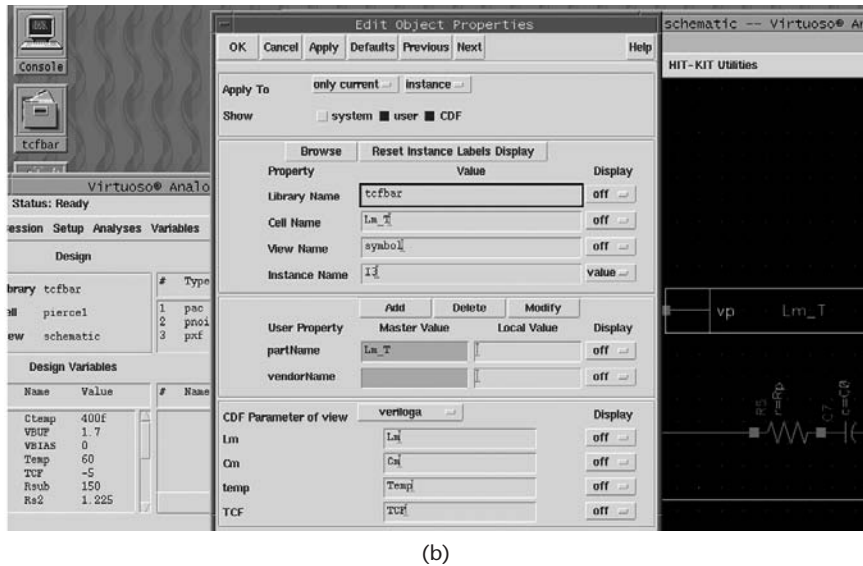 Edit Object Properties
schematic -- Virtuoso® An
OK Cancel Apply Defaults Previous Next Help
HIT-KIT Utilities
Console
Apply To only current instance
Show system user CDF
tcfbar
Browse Reset Instance Labels Display
Property Value Display
Library Name tcfbar off
Cell Name Lm_T off
View Name symbol off
Instance Name I3 value
Add Delete Modify
User Property Master Value Local Value Display
partName Lm_T off
vendorName off
CDF Parameter of view veriloga Display
Lm Lm off
Cm Cm off
temp Temp off
TCF TCF off
Virtuoso® Analo
Status: Ready
ession Setup Analyses Variables
Design
brary tcfbar
ell pierce1
ew schematic
# Type
1 pac
2 pnoi
3 pxf
Design Variables
Name Value
# Name
Ctemp 400f
VBUF 1.7
VBIAS 0
Temp 60
TCF -5
Rsub 150
Rs2 1.225
vp Lm_T
R5
r=Rp
C7
c=C0
(b)